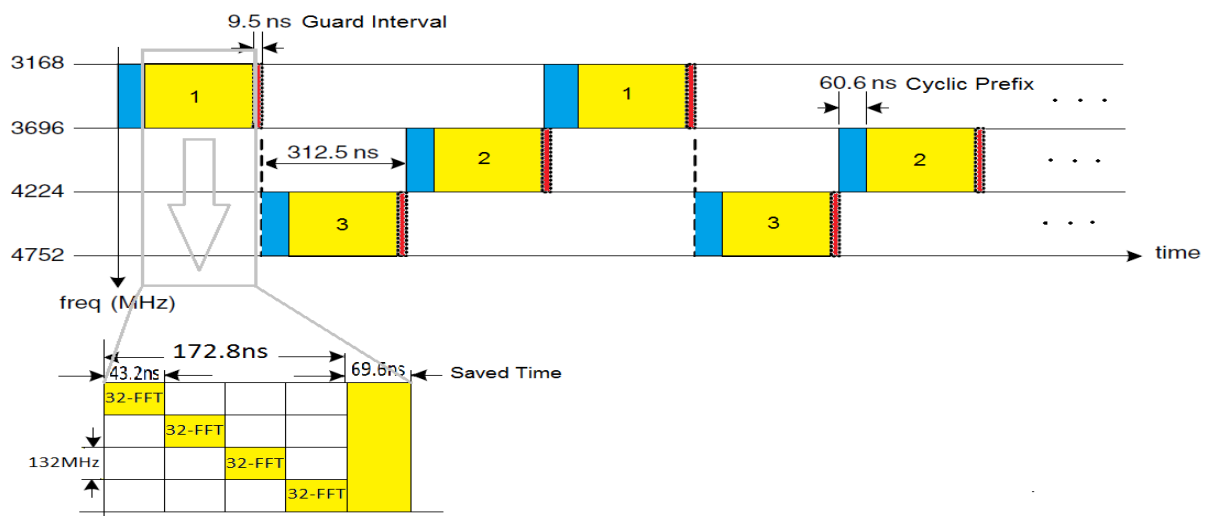 9.5 ns Guard Interval
3168
1
1
60.6 ns Cyclic Prefix
. . .
3696
312.5 ns
2
2
. . .
4224
3
3
. . .
4752
time
freq (MHz)
172.8ns
43.2ns
69.6ns
Saved Time
32-FFT
32-FFT
132MHz
32-FFT
32-FFT